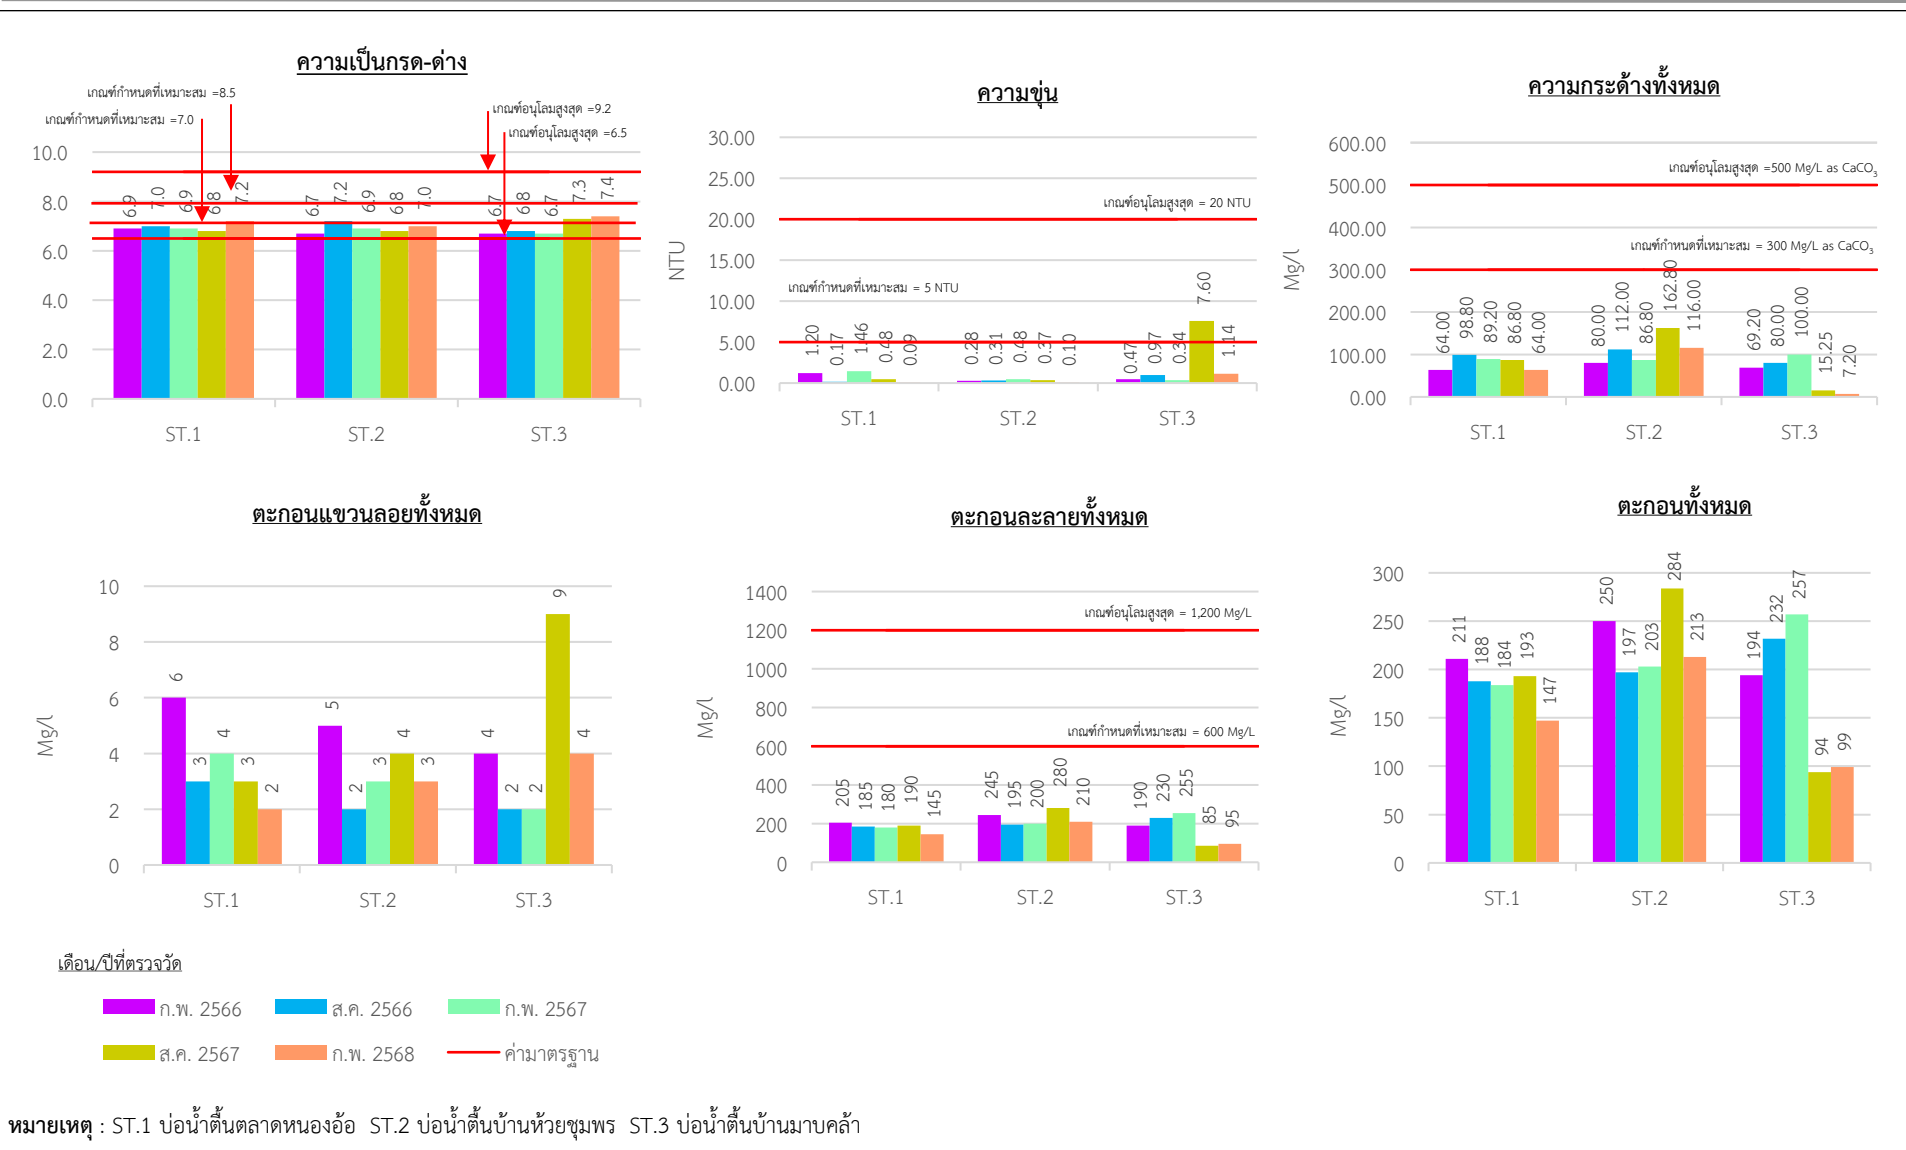 ความเป็นกรด-ด่าง
เกณฑ์กำหนดที่เหมาะสม =8.5
เกณฑ์กำหนดที่เหมาะสม =7.0
เกณฑ์อนุโลมสูงสุด =9.2
เกณฑ์อนุโลมสูงสุด =6.5
10.0
8.0
6.0
4.0
2.0
0.0
6.9 7.0 6.9 6.8 7.2
6.7 7.2 6.9 6.8 7.0
6.7 6.8 6.7 7.3 7.4
ST.1 ST.2 ST.3
ความขุ่น
NTU
30.00
25.00
20.00
15.00
10.00
5.00
0.00
เกณฑ์อนุโลมสูงสุด = 20 NTU
เกณฑ์กำหนดที่เหมาะสม = 5 NTU
1.20 0.17 1.46 0.48 0.09
0.28 0.31 0.48 0.37 0.10
0.47 0.97 0.34 7.60 1.14
ST.1 ST.2 ST.3
ความกระด้างทั้งหมด
Mg/l
600.00
500.00
400.00
300.00
200.00
100.00
0.00
เกณฑ์อนุโลมสูงสุด =500 Mg/L as CaCO₃
เกณฑ์กำหนดที่เหมาะสม = 300 Mg/L as CaCO₃
64.00 98.80 89.20 86.80 64.00
80.00 112.00 86.80 162.80 116.00
69.20 80.00 100.00 15.25 7.20
ST.1 ST.2 ST.3
ตะกอนแขวนลอยทั้งหมด
Mg/l
10
8
6
4
2
0
6 3 4 3 2
5 2 3 4 3
4 2 2 9 4
ST.1 ST.2 ST.3
ตะกอนละลายทั้งหมด
Mg/l
1400
1200
1000
800
600
400
200
0
เกณฑ์อนุโลมสูงสุด = 1,200 Mg/L
เกณฑ์กำหนดที่เหมาะสม = 600 Mg/L
205 185 180 190 145
245 195 200 280 210
190 230 255 85 95
ST.1 ST.2 ST.3
ตะกอนทั้งหมด
Mg/l
300
250
200
150
100
50
0
211 188 184 193 147
250 197 203 284 213
194 232 257 94 99
ST.1 ST.2 ST.3
เดือน/ปีที่ตรวจวัด
ก.พ. 2566 ส.ค. 2566 ก.พ. 2567
ส.ค. 2567 ก.พ. 2568 ค่ามาตรฐาน
หมายเหตุ : ST.1 บ่อน้ำตื้นตลาดหนองอ้อ ST.2 บ่อน้ำตื้นบ้านห้วยชุมพร ST.3 บ่อน้ำตื้นบ้านมาบคล้า